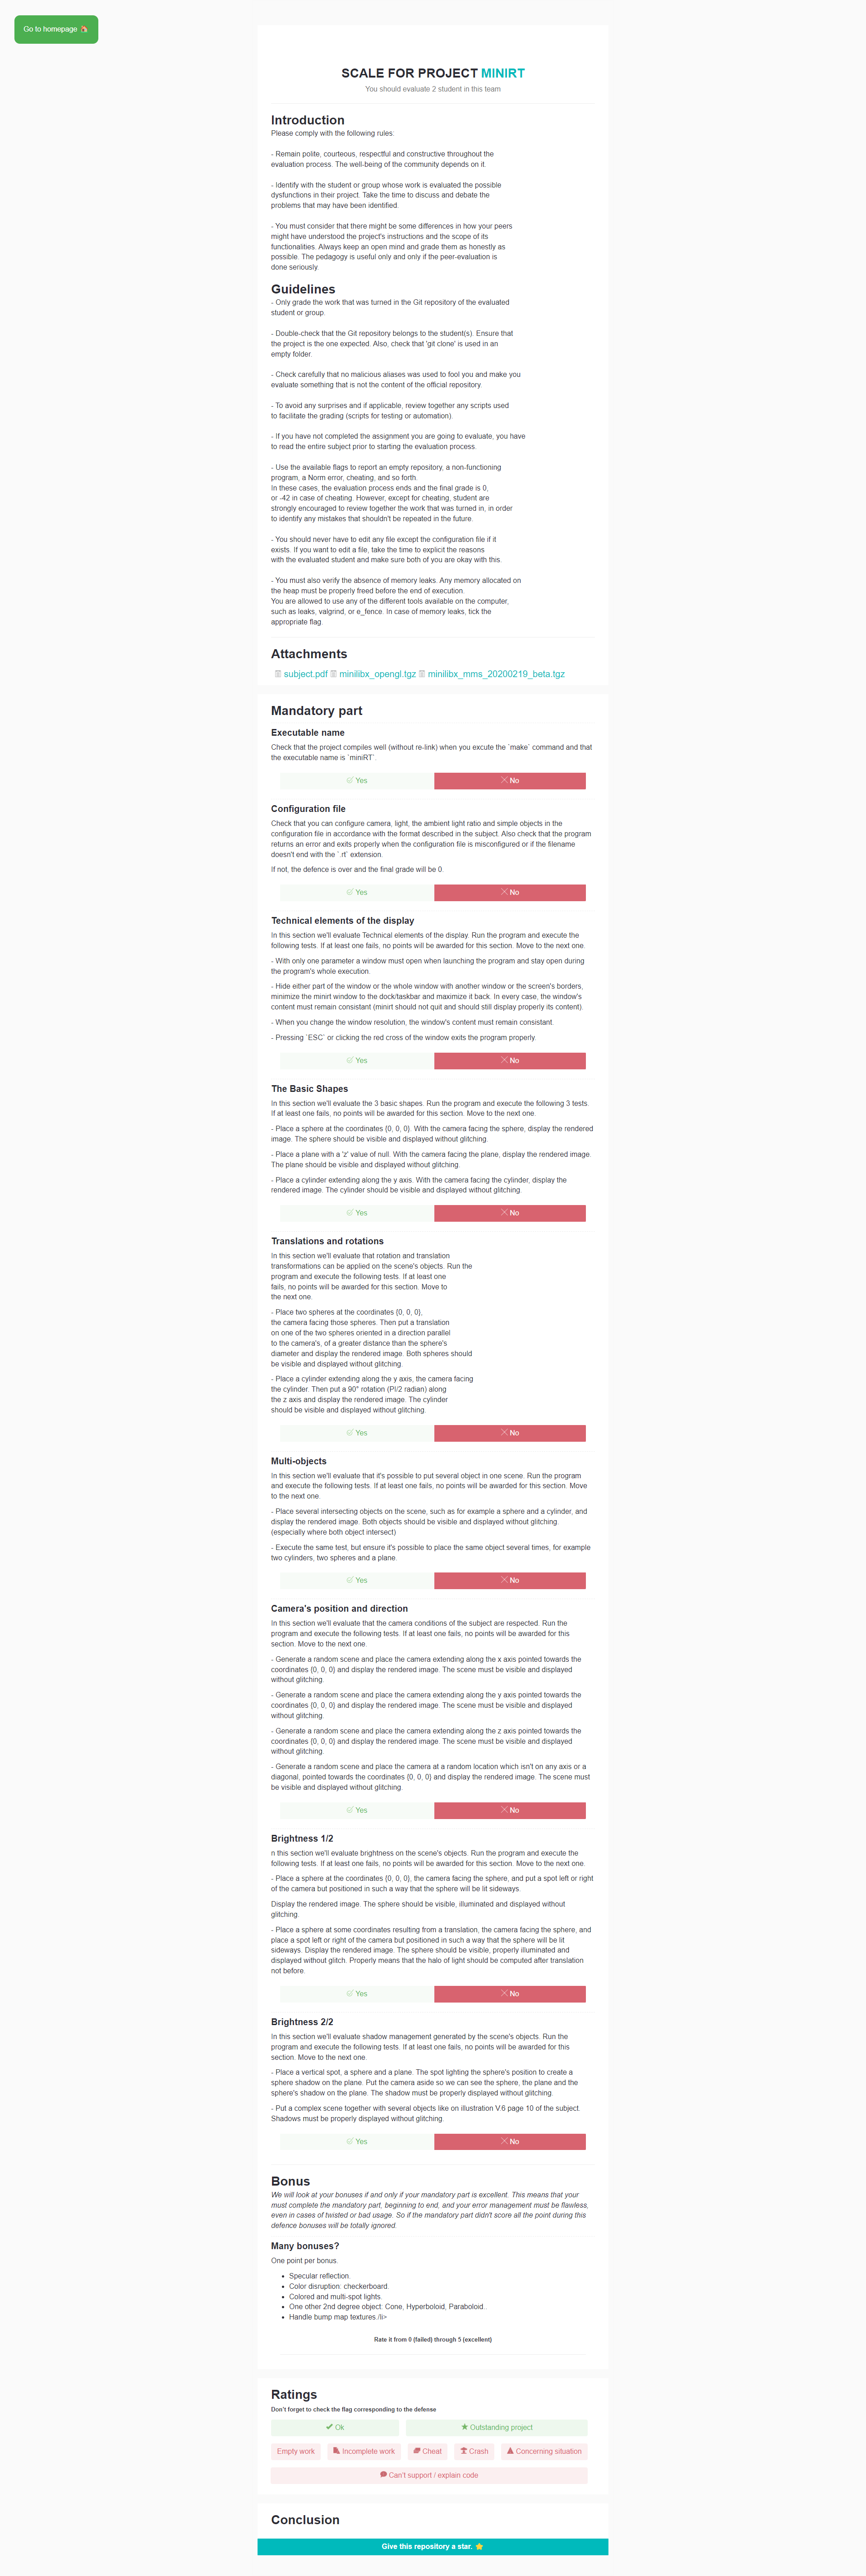 Go to homepage
SCALE FOR PROJECT MINIRT
You should evaluate 2 student in this team
Introduction
Please comply with the following rules:
- Remain polite, courteous, respectful and constructive throughout the
evaluation process. The well-being of the community depends on it.
- Identify with the student or group whose work is evaluated the possible
dysfunctions in their project. Take the time to discuss and debate the
problems that may have been identified.
- You must consider that there might be some differences in how your peers
might have understood the project's instructions and the scope of its
functionalities. Always keep an open mind and grade them as honestly as
possible. The pedagogy is useful only and only if the peer-evaluation is
done seriously.
Guidelines
- Only grade the work that was turned in the Git repository of the evaluated
student or group.
- Double-check that the Git repository belongs to the student(s). Ensure that
the project is the one expected. Also, check that 'git clone' is used in an
empty folder.
- Check carefully that no malicious aliases was used to fool you and make you
evaluate something that is not the content of the official repository.
- To avoid any surprises and if applicable, review together any scripts used
to facilitate the grading (scripts for testing or automation).
- If you have not completed the assignment you are going to evaluate, you have
to read the entire subject prior to starting the evaluation process.
- Use the available flags to report an empty repository, a non-functioning
program, a Norm error, cheating, and so forth.
In these cases, the evaluation process ends and the final grade is 0,
or -42 in case of cheating. However, except for cheating, student are
strongly encouraged to review together the work that was turned in, in order
to identify any mistakes that shouldn't be repeated in the future.
- You should never have to edit any file except the configuration file if it
exists. If you want to edit a file, take the time to explicit the reasons
with the evaluated student and make sure both of you are okay with this.
- You must also verify the absence of memory leaks. Any memory allocated on
the heap must be properly freed before the end of execution.
You are allowed to use any of the different tools available on the computer,
such as leaks, valgrind, or e_fence. In case of memory leaks, tick the
appropriate flag.
Attachments
subject.pdf minilibx_opengl.tgz minilibx_mms_20200219_beta.tgz
Mandatory part
Executable name
Check that the project compiles well (without re-link) when you excute the `make` command and that
the executable name is `miniRT`.
Yes No
Configuration file
Check that you can configure camera, light, the ambient light ratio and simple objects in the
configuration file in accordance with the format described in the subject. Also check that the program
returns an error and exits properly when the configuration file is misconfigured or if the filename
doesn't end with the `.rt` extension.
If not, the defence is over and the final grade will be 0.
Yes No
Technical elements of the display
In this section we'll evaluate Technical elements of the display. Run the program and execute the
following tests. If at least one fails, no points will be awarded for this section. Move to the next one.
- With only one parameter a window must open when launching the program and stay open during
the program's whole execution.
- Hide either part of the window or the whole window with another window or the screen's borders,
minimize the minirt window to the dock/taskbar and maximize it back. In every case, the window's
content must remain consistant (minirt should not quit and should still display properly its content).
- When you change the window resolution, the window's content must remain consistant.
- Pressing `ESC` or clicking the red cross of the window exits the program properly.
Yes No
The Basic Shapes
In this section we'll evaluate the 3 basic shapes. Run the program and execute the following 3 tests.
If at least one fails, no points will be awarded for this section. Move to the next one.
- Place a sphere at the coordinates {0, 0, 0}. With the camera facing the sphere, display the rendered
image. The sphere should be visible and displayed without glitching.
- Place a plane with a 'z' value of null. With the camera facing the plane, display the rendered image.
The plane should be visible and displayed without glitching.
- Place a cylinder extending along the y axis. With the camera facing the cylinder, display the
rendered image. The cylinder should be visible and displayed without glitching.
Yes No
Translations and rotations
In this section we'll evaluate that rotation and translation
transformations can be applied on the scene's objects. Run the
program and execute the following tests. If at least one
fails, no points will be awarded for this section. Move to
the next one.
- Place two spheres at the coordinates {0, 0, 0},
the camera facing those spheres. Then put a translation
on one of the two spheres oriented in a direction parallel
to the camera's, of a greater distance than the sphere's
diameter and display the rendered image. Both spheres should
be visible and displayed without glitching.
- Place a cylinder extending along the y axis, the camera facing
the cylinder. Then put a 90° rotation (PI/2 radian) along
the z axis and display the rendered image. The cylinder
should be visible and displayed without glitching.
Yes No
Multi-objects
In this section we'll evaluate that it's possible to put several object in one scene. Run the program
and execute the following tests. If at least one fails, no points will be awarded for this section. Move
to the next one.
- Place several intersecting objects on the scene, such as for example a sphere and a cylinder, and
display the rendered image. Both objects should be visible and displayed without glitching.
(especially where both object intersect)
- Execute the same test, but ensure it's possible to place the same object several times, for example
two cylinders, two spheres and a plane.
Yes No
Camera's position and direction
In this section we'll evaluate that the camera conditions of the subject are respected. Run the
program and execute the following tests. If at least one fails, no points will be awarded for this
section. Move to the next one.
- Generate a random scene and place the camera extending along the x axis pointed towards the
coordinates {0, 0, 0} and display the rendered image. The scene must be visible and displayed
without glitching.
- Generate a random scene and place the camera extending along the y axis pointed towards the
coordinates {0, 0, 0} and display the rendered image. The scene must be visible and displayed
without glitching.
- Generate a random scene and place the camera extending along the z axis pointed towards the
coordinates {0, 0, 0} and display the rendered image. The scene must be visible and displayed
without glitching.
- Generate a random scene and place the camera at a random location which isn't on any axis or a
diagonal, pointed towards the coordinates {0, 0, 0} and display the rendered image. The scene must
be visible and displayed without glitching.
Yes No
Brightness 1/2
n this section we'll evaluate brightness on the scene's objects. Run the program and execute the
following tests. If at least one fails, no points will be awarded for this section. Move to the next one.
- Place a sphere at the coordinates {0, 0, 0}, the camera facing the sphere, and put a spot left or right
of the camera but positioned in such a way that the sphere will be lit sideways.
Display the rendered image. The sphere should be visible, illuminated and displayed without
glitching.
- Place a sphere at some coordinates resulting from a translation, the camera facing the sphere, and
place a spot left or right of the camera but positioned in such a way that the sphere will be lit
sideways. Display the rendered image. The sphere should be visible, properly illuminated and
displayed without glitch. Properly means that the halo of light should be computed after translation
not before.
Yes No
Brightness 2/2
In this section we'll evaluate shadow management generated by the scene's objects. Run the
program and execute the following tests. If at least one fails, no points will be awarded for this
section. Move to the next one.
- Place a vertical spot, a sphere and a plane. The spot lighting the sphere's position to create a
sphere shadow on the plane. Put the camera aside so we can see the sphere, the plane and the
sphere's shadow on the plane. The shadow must be properly displayed without glitching.
- Put a complex scene together with several objects like on illustration V.6 page 10 of the subject.
Shadows must be properly displayed without glitching.
Yes No
Bonus
We will look at your bonuses if and only if your mandatory part is excellent. This means that your
must complete the mandatory part, beginning to end, and your error management must be flawless,
even in cases of twisted or bad usage. So if the mandatory part didn't score all the point during this
defence bonuses will be totally ignored.
Many bonuses?
One point per bonus.
• Specular reflection.
• Color disruption: checkerboard.
• Colored and multi-spot lights.
• One other 2nd degree object: Cone, Hyperboloid, Paraboloid..
• Handle bump map textures./li>
Rate it from 0 (failed) through 5 (excellent)
Ratings
Don't forget to check the flag corresponding to the defense
Ok Outstanding project
Empty work Incomplete work Cheat Crash Concerning situation
Can't support / explain code
Conclusion
Give this repository a star.